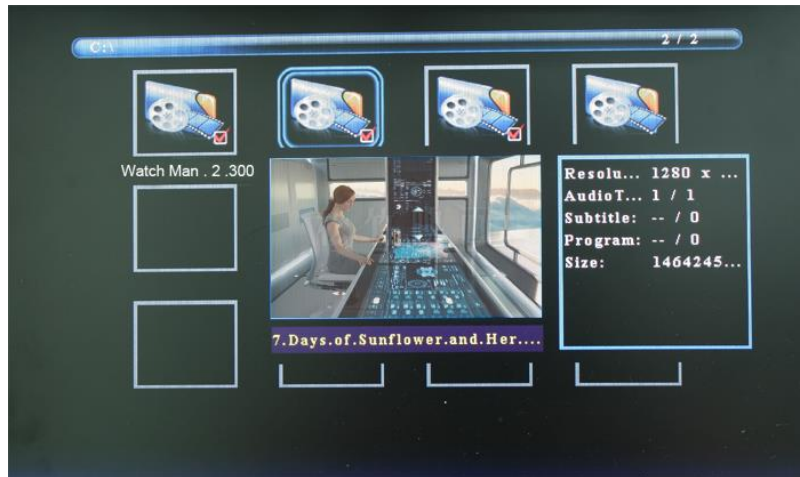 C:\
2 / 2
Watch Man . 2 .300
Resolu... 1280 x ...
AudioT... 1 / 1
Subtitle: -- / 0
Program: -- / 0
Size: 1464245...
7.Days.of.Sunflower.and.Her....